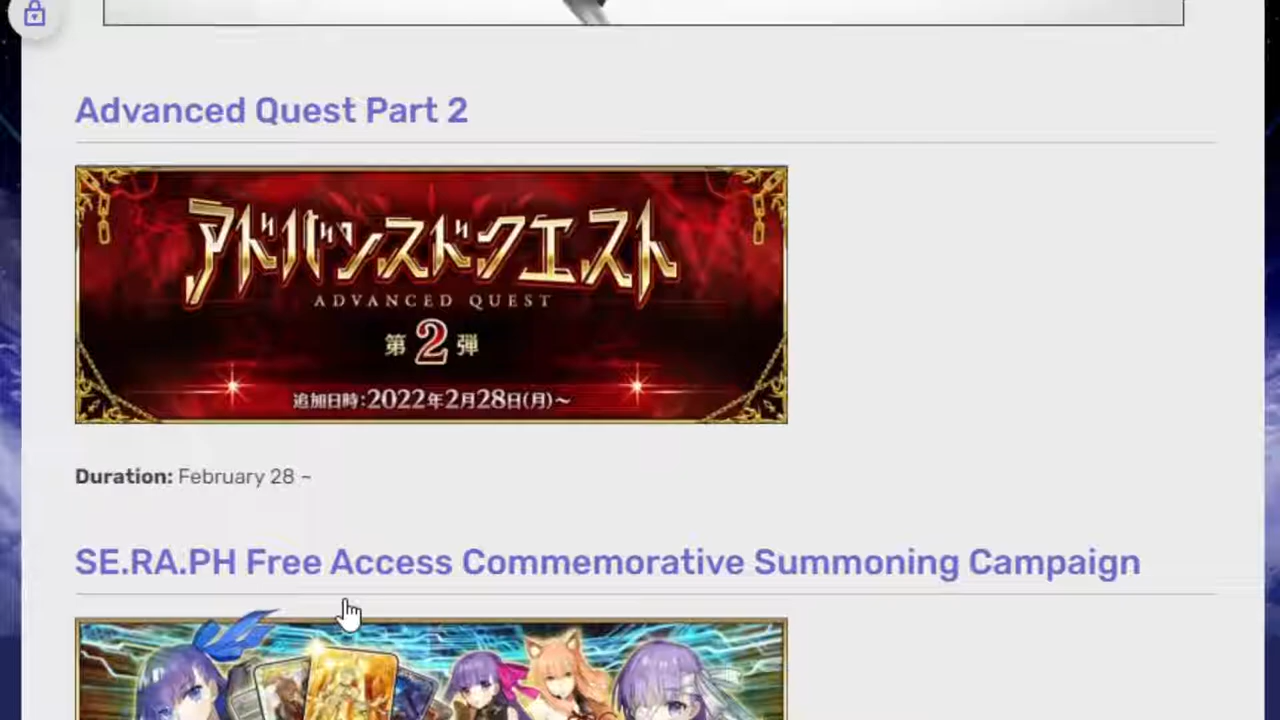 Advanced Quest Part 2
アドバンスドクエスト
ADVANCED QUEST
第2弾
追加日時:2022年2月28日(月)~
Duration: February 28 ~
SE.RA.PH Free Access Commemorative Summoning Campaign